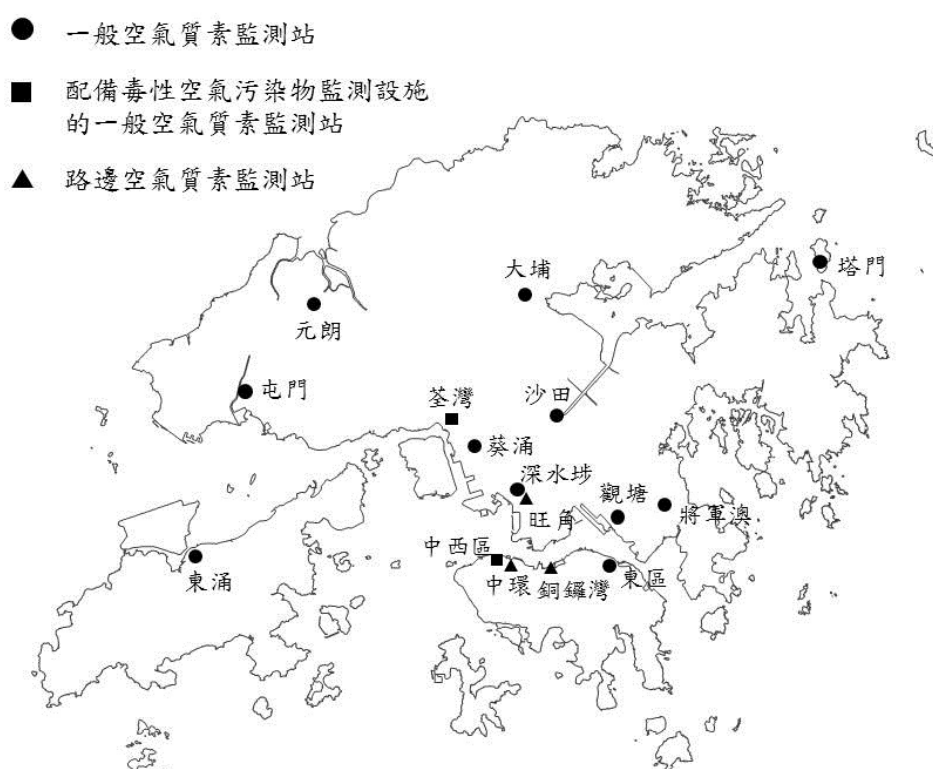 一般空氣質素監測站
配備毒性空氣污染物監測設施
的一般空氣質素監測站
路邊空氣質素監測站
大埔
塔門
元朗
屯門
荃灣
沙田
葵涌
深水埗
觀塘
旺角
將軍澳
中西區
東涌
中環
銅鑼灣
東區